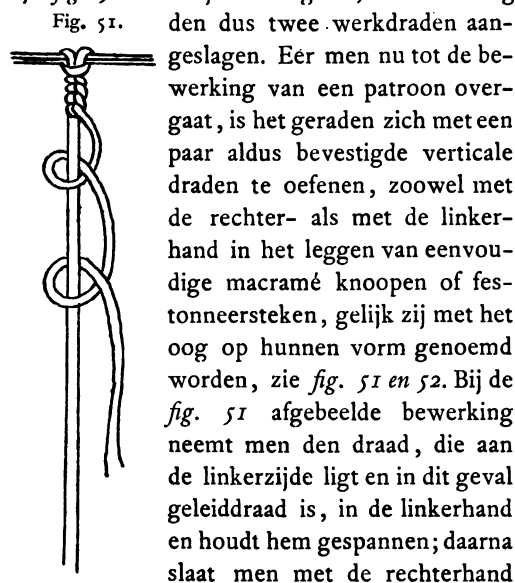 Fig. 51.
den dus twee werkdraden aan-
geslagen. Eér men nu tot de be-
werking van een patroon over-
gaat, is het geraden zich met een
paar aldus bevestigde verticale
draden te oefenen, zoowel met
de rechter- als met de linker-
hand in het leggen van eenvou-
dige macramé knoopen of fes-
tonneersteken, gelijk zij met het
oog op hunnen vorm genoemd
worden, zie fig. 51 en 52. Bij de
fig. 51 afgebeelde bewerking
neemt men den draad, die aan
de linkerzijde ligt en in dit geval
geleiddraad is, in de linkerhand
en houdt hem gespannen; daarna
slaat men met de rechterhand